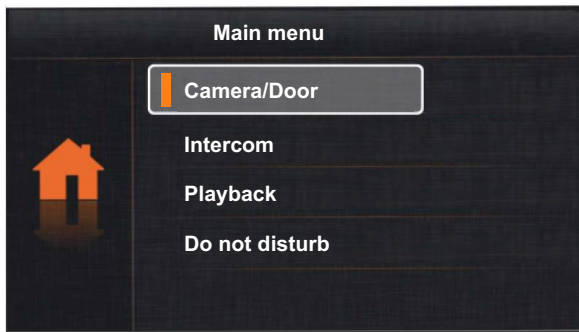 Main menu
Camera/Door
Intercom
Playback
Do not disturb